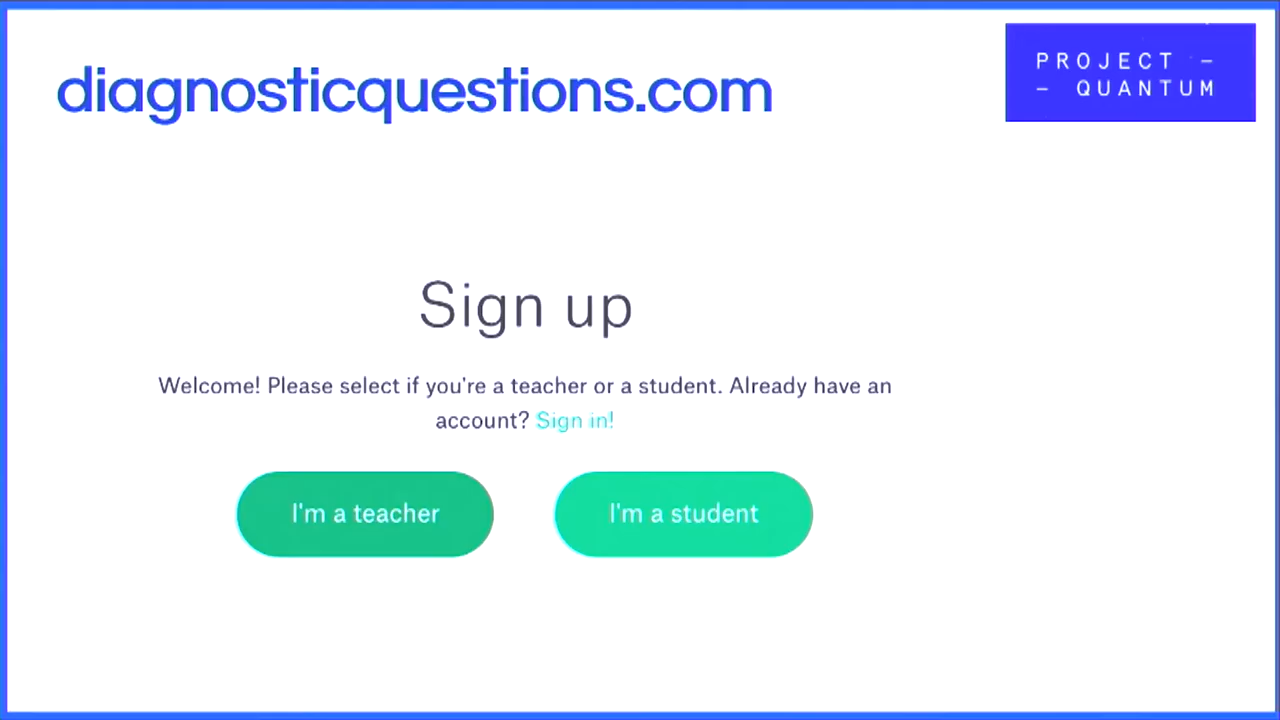 diagnosticquestions.com
PROJECT –
– QUANTUM
Sign up
Welcome! Please select if you're a teacher or a student. Already have an
account? Sign in!
I'm a teacher
I'm a student